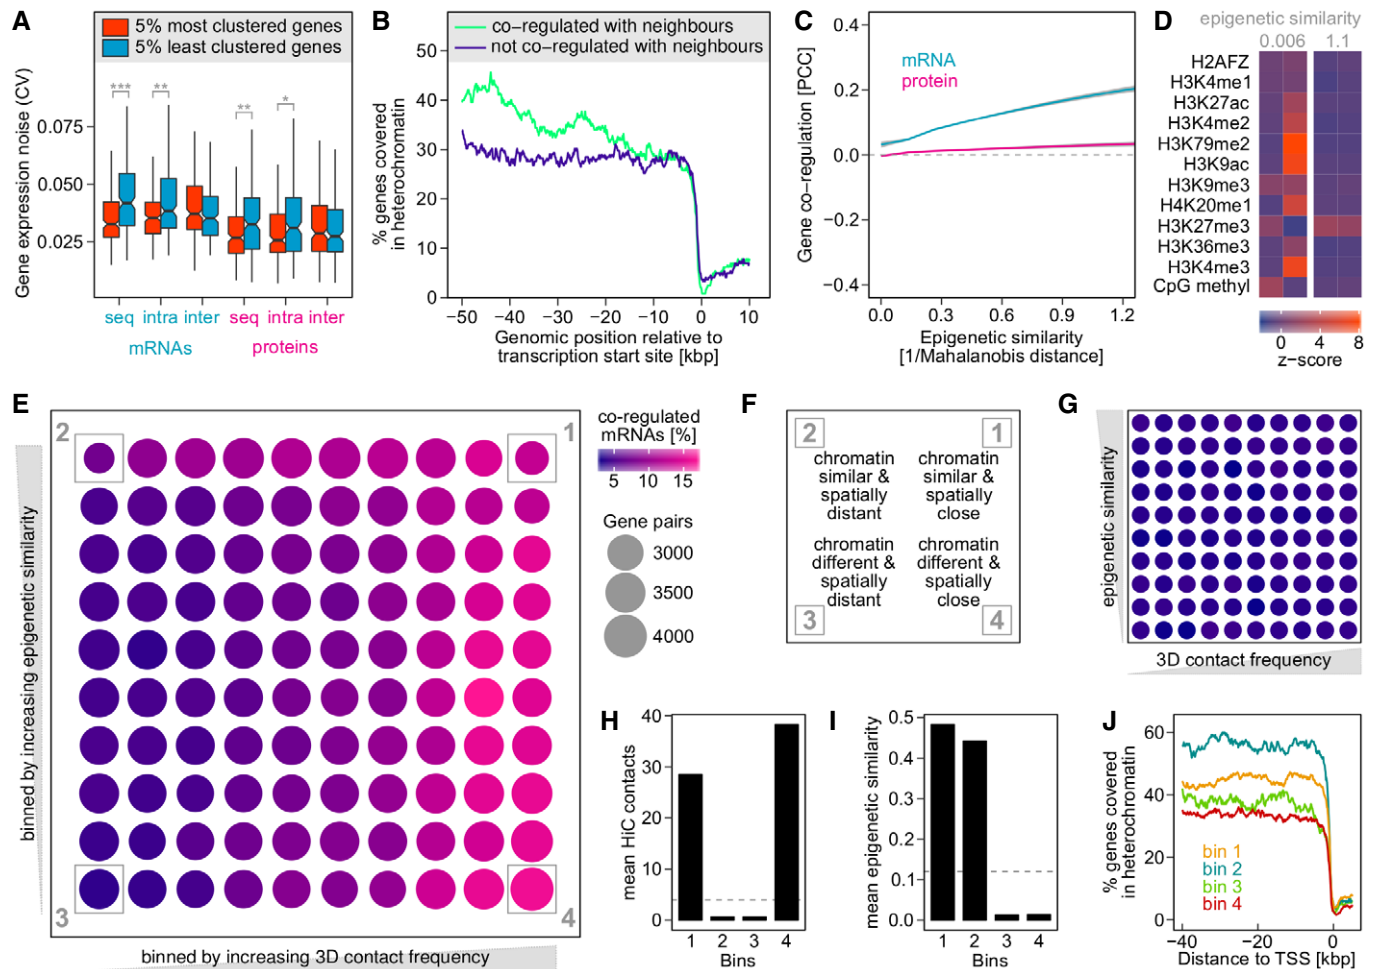 A
5% most clustered genes
5% least clustered genes
Gene expression noise (CV)
0.075
0.050
0.025
***
**
**
*
seq intra inter seq intra inter
mRNAs
proteins
B
co−regulated with neighbours
not co−regulated with neighbours
% genes covered
in heterochromatin
50
40
30
20
10
0
−50 −40 −30 −20 −10 0 10
Genomic position relative to
transcription start site [kbp]
C
mRNA
protein
Gene co−regulation [PCC]
0.4
0.2
0.0
−0.2
−0.4
0.0 0.3 0.6 0.9 1.2
Epigenetic similarity
[1/Mahalanobis distance]
D
epigenetic similarity
0.006 1.1
H2AFZ
H3K4me1
H3K27ac
H3K4me2
H3K79me2
H3K9ac
H3K9me3
H4K20me1
H3K27me3
H3K36me3
H3K4me3
CpG methyl
0 4 8
z−score
E
2
1
3
4
binned by increasing epigenetic similarity
binned by increasing 3D contact frequency
co−regulated
mRNAs [%]
5 10 15
Gene pairs
3000
3500
4000
F
2
1
chromatin
similar &
spatially
distant
chromatin
similar &
spatially
close
chromatin
different &
spatially
distant
chromatin
different &
spatially
close
3
4
G
epigenetic similarity
3D contact frequency
H
mean HiC contacts
40
30
20
10
0
1 2 3 4
Bins
I
mean epigenetic similarity
0.5
0.4
0.3
0.2
0.1
0.0
1 2 3 4
Bins
J
% genes covered
in heterochromatin
60
40
20
0
bin 1
bin 2
bin 3
bin 4
−40 −20 0
Distance to TSS [kbp]